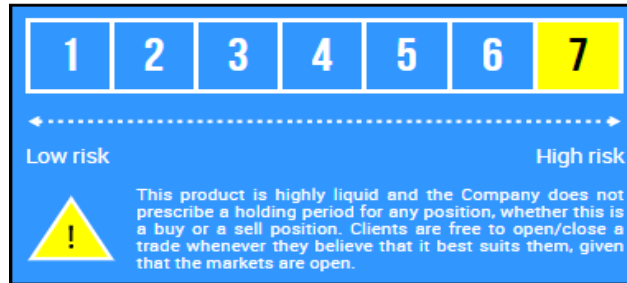 1 2 3 4 5 6 7
Low risk High risk
This product is highly liquid and the Company does not
prescribe a holding period for any position, whether this is
a buy or a sell position. Clients are free to open/close a
trade whenever they believe that it best suits them, given
that the markets are open.
!